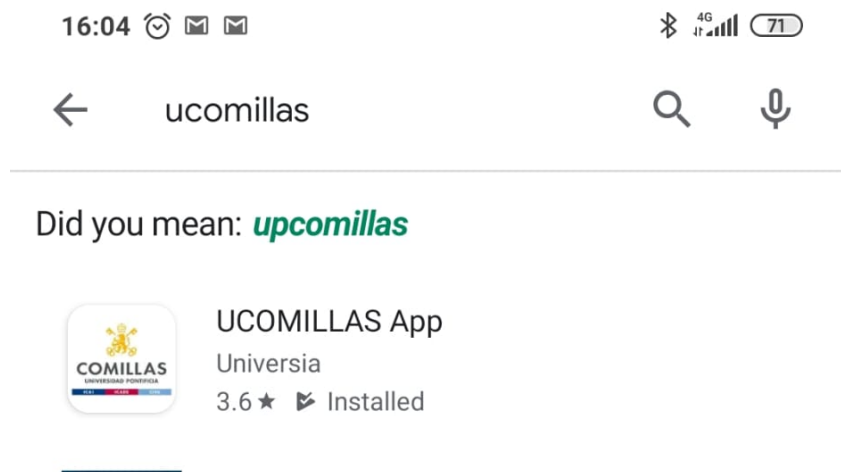 16:04 4G 71
ucomillas
Did you mean: upcomillas
UCOMILLAS App
COMILLAS
UNIVERSIDAD PONTIFICIA
Universia
3.6★ Installed